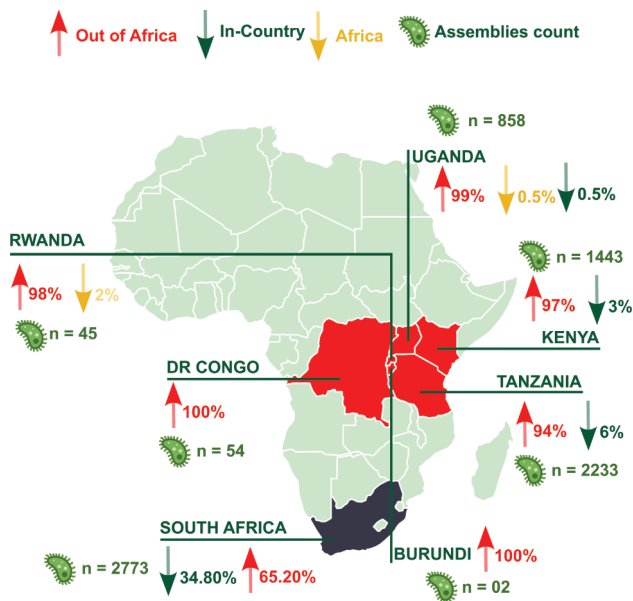 Out of Africa In-Country Africa Assemblies count
n = 858
UGANDA
99% 0.5% 0.5%
RWANDA
98% 2%
n = 45
n = 1443
97% 3%
KENYA
DR CONGO
100%
n = 54
TANZANIA
94% 6%
n = 2233
SOUTH AFRICA
n = 2773 34.80% 65.20%
BURUNDI 100%
n = 02